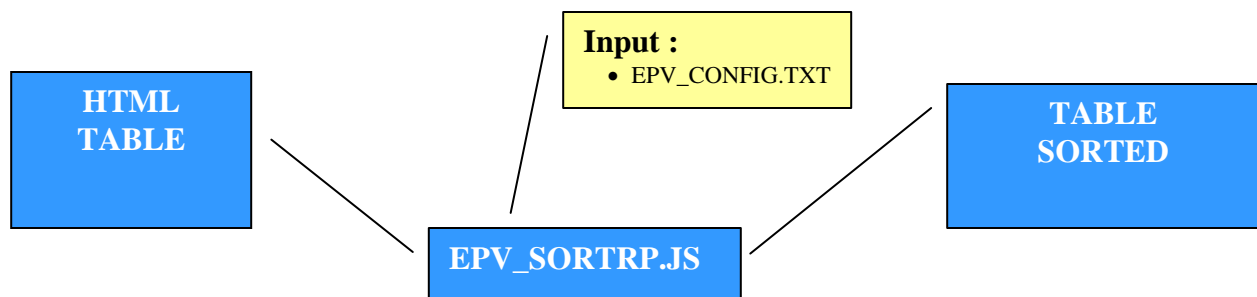 Input :
• EPV_CONFIG.TXT
HTML
TABLE
TABLE
SORTED
EPV_SORTRP.JS